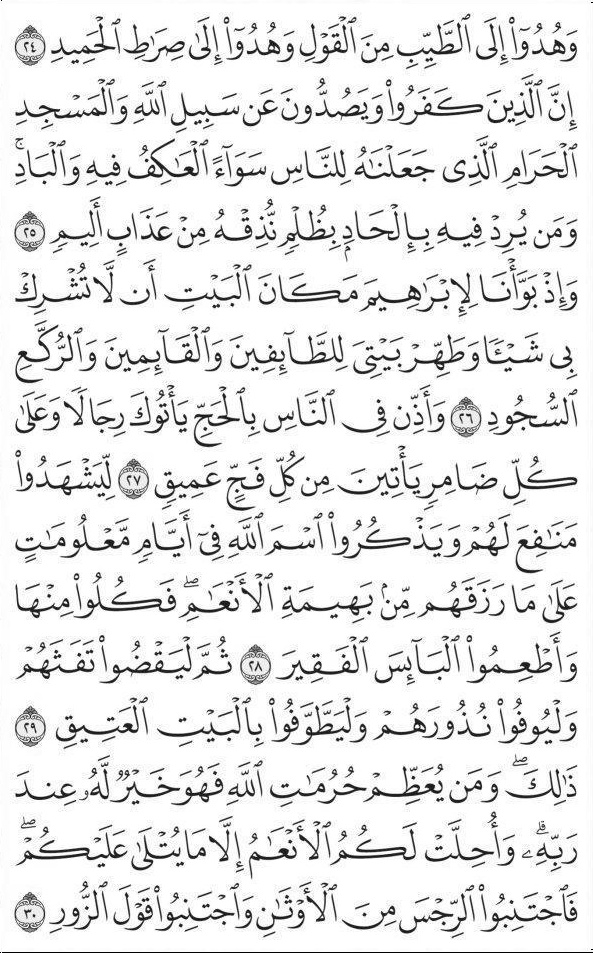 وَهُدُوٓا۟ إِلَى ٱلطَّيِّبِ مِنَ ٱلْقَوْلِ وَهُدُوٓا۟ إِلَىٰ صِرَٰطِ ٱلْحَمِيدِ ٢٤
إِنَّ ٱلَّذِينَ كَفَرُوا۟ وَيَصُدُّونَ عَن سَبِيلِ ٱللَّهِ وَٱلْمَسْجِدِ
ٱلْحَرَامِ ٱلَّذِى جَعَلْنَٰهُ لِلنَّاسِ سَوَآءً ٱلْعَٰكِفُ فِيهِ وَٱلْبَادِ ۚ
وَمَن يُرِدْ فِيهِ بِإِلْحَادٍۭ بِظُلْمٍ نُّذِقْهُ مِنْ عَذَابٍ أَلِيمٍ ٢٥
وَإِذْ بَوَّأْنَا لِإِبْرَٰهِيمَ مَكَانَ ٱلْبَيْتِ أَن لَّا تُشْرِكْ
بِى شَيْـًٔا وَطَهِّرْ بَيْتِىَ لِلطَّآئِفِينَ وَٱلْقَآئِمِينَ وَٱلرُّكَّعِ
ٱلسُّجُودِ ٢٦ وَأَذِّن فِى ٱلنَّاسِ بِٱلْحَجِّ يَأْتُوكَ رِجَالًا وَعَلَىٰ
كُلِّ ضَامِرٍ يَأْتِينَ مِن كُلِّ فَجٍّ عَمِيقٍ ٢٧ لِّيَشْهَدُوا۟
مَنَٰفِعَ لَهُمْ وَيَذْكُرُوا۟ ٱسْمَ ٱللَّهِ فِىٓ أَيَّامٍ مَّعْلُومَٰتٍ
عَلَىٰ مَا رَزَقَهُم مِّنۢ بَهِيمَةِ ٱلْأَنْعَٰمِ ۖ فَكُلُوا۟ مِنْهَا
وَأَطْعِمُوا۟ ٱلْبَآئِسَ ٱلْفَقِيرَ ٢٨ ثُمَّ لْيَقْضُوا۟ تَفَثَهُمْ
وَلْيُوفُوا۟ نُذُورَهُمْ وَلْيَطَّوَّفُوا۟ بِٱلْبَيْتِ ٱلْعَتِيقِ ٢٩
ذَٰلِكَ ۖ وَمَن يُعَظِّمْ حُرُمَٰتِ ٱللَّهِ فَهُوَ خَيْرٌ لَّهُۥ عِندَ
رَبِّهِۦ ۗ وَأُحِلَّتْ لَكُمُ ٱلْأَنْعَٰمُ إِلَّا مَا يُتْلَىٰ عَلَيْكُمْ ۖ
فَٱجْتَنِبُوا۟ ٱلرِّجْسَ مِنَ ٱلْأَوْثَٰنِ وَٱجْتَنِبُوا۟ قَوْلَ ٱلزُّورِ ٣٠